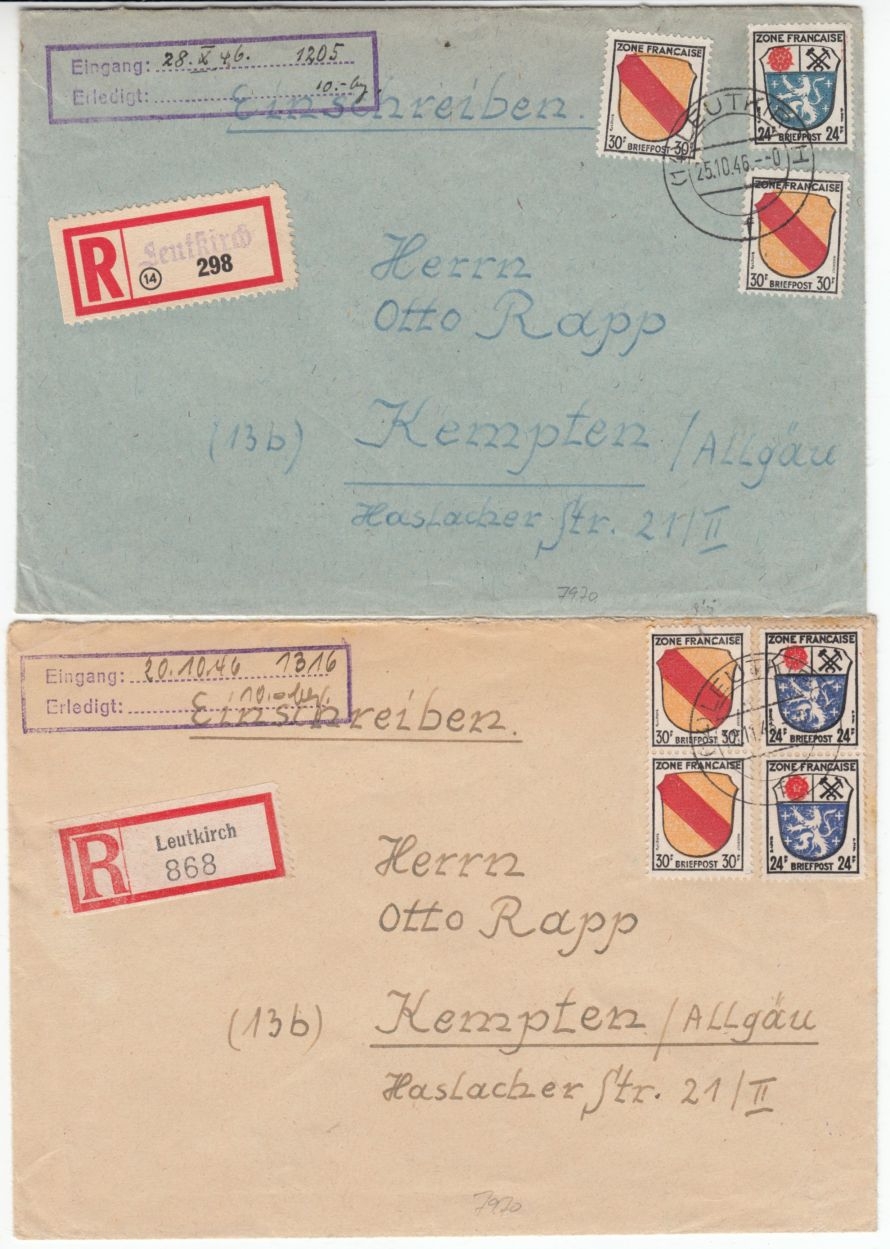 Eingang: 28. X 46. 1205
Erledigt: 10.-
Einschreiben.
ZONE FRANCAISE
30F BRIEFPOST 30F
ZONE FRANCAISE
24F BRIEFPOST 24F
LEUTKIRCH
25.10.46.--0
f
ZONE FRANCAISE
30F BRIEFPOST 30F
R Leutkirch
14 298
Herrn
Otto Rapp
(13b) Kempten / Allgäu
Haslacher Str. 21/II
7970
Eingang: 20.10.46 1316
Erledigt: 10.-
Einschreiben.
ZONE FRANCAISE
30F BRIEFPOST 30F
ZONE FRANCAISE
24F BRIEFPOST 24F
ZONE FRANCAISE
30F BRIEFPOST 30F
ZONE FRANCAISE
24F BRIEFPOST 24F
R Leutkirch
868
Herrn
Otto Rapp
(13b) Kempten / Allgäu
Haslacher Str. 21/II
7970